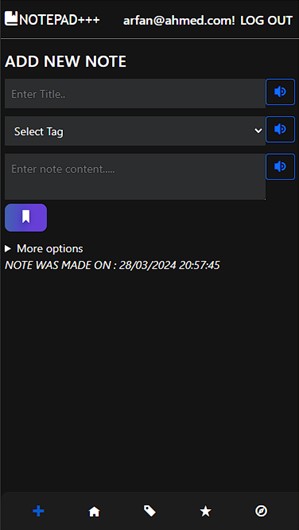 NOTEPAD+++ arfan@ahmed.com! LOG OUT
ADD NEW NOTE
Enter Title..
Select Tag
Enter note content.....
More options
NOTE WAS MADE ON : 28/03/2024 20:57:45